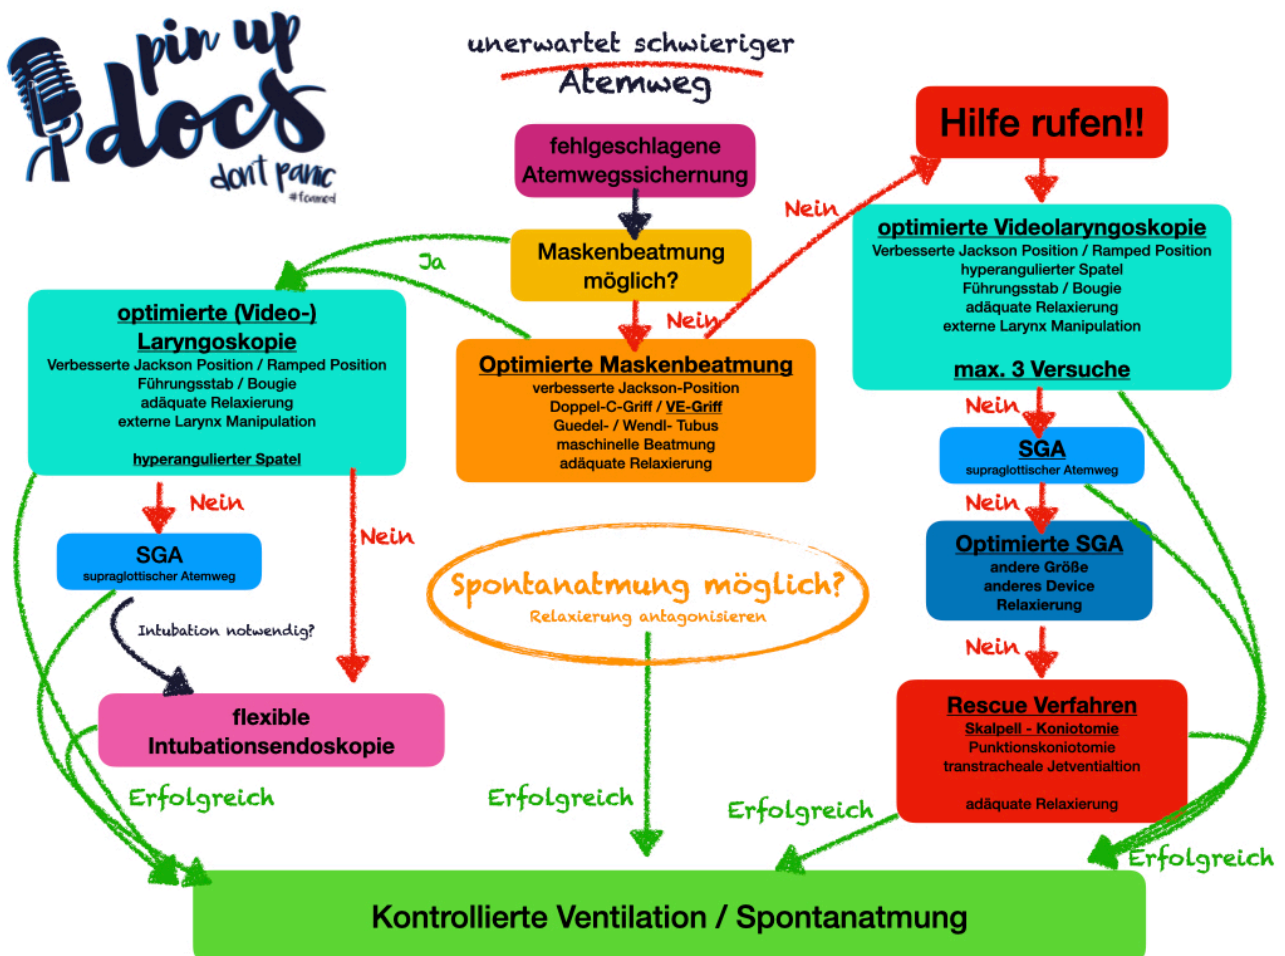 pin up
docs
don't panic
#foamed
unerwartet schwieriger
Atemweg
fehlgeschlagene
Atemwegssichernung
Maskenbeatmung
möglich?
Ja
Nein
Nein
Hilfe rufen!!
optimierte Videolaryngoskopie
Verbesserte Jackson Position / Ramped Position
hyperangulierter Spatel
Führungsstab / Bougie
adäquate Relaxierung
externe Larynx Manipulation
max. 3 Versuche
optimierte (Video-)
Laryngoskopie
Verbesserte Jackson Position / Ramped Position
Führungsstab / Bougie
adäquate Relaxierung
externe Larynx Manipulation
hyperangulierter Spatel
Optimierte Maskenbeatmung
verbesserte Jackson-Position
Doppel-C-Griff / VE-Griff
Guedel- / Wendl- Tubus
maschinelle Beatmung
adäquate Relaxierung
Nein
Nein
SGA
supraglottischer Atemweg
Intubation notwendig?
flexible
Intubationsendoskopie
Erfolgreich
Spontanatmung möglich?
Relaxierung antagonisieren
Erfolgreich
Nein
SGA
supraglottischer Atemweg
Nein
Optimierte SGA
andere Größe
anderes Device
Relaxierung
Nein
Rescue Verfahren
Skalpell - Koniotomie
Punktionskoniotomie
transtracheale Jetventialtion
adäquate Relaxierung
Erfolgreich
Erfolgreich
Kontrollierte Ventilation / Spontanatmung